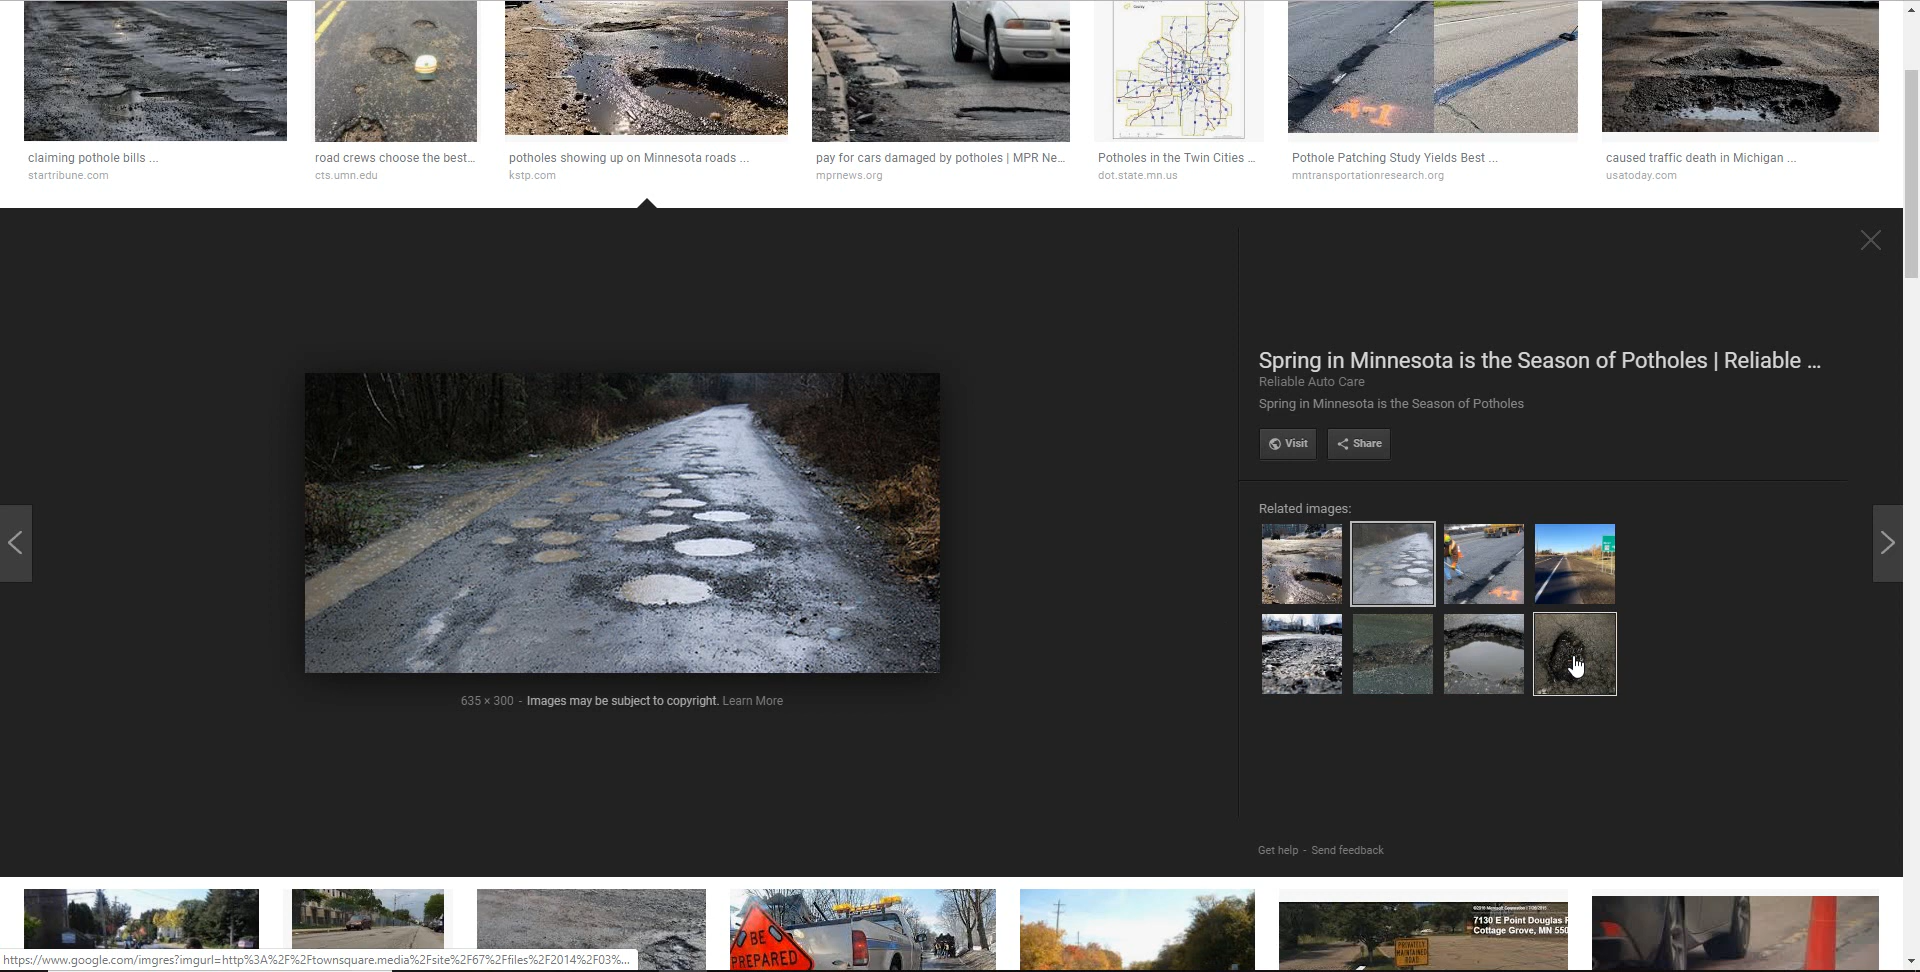 claiming pothole bills ...
startribune.com
road crews choose the best...
cts.umn.edu
potholes showing up on Minnesota roads ...
kstp.com
pay for cars damaged by potholes | MPR Ne...
mprnews.org
Potholes in the Twin Cities ...
dot.state.mn.us
Pothole Patching Study Yields Best ...
mntransportationresearch.org
caused traffic death in Michigan ...
usatoday.com
Spring in Minnesota is the Season of Potholes | Reliable ...
Reliable Auto Care
Spring in Minnesota is the Season of Potholes
Visit
Share
Related images:
635 × 300 - Images may be subject to copyright. Learn More
Get help - Send feedback
BE
PREPARED
7130 E Point Douglas R
Cottage Grove, MN 550
PRIVATELY
MAINTAINED
ROAD
https://www.google.com/imgres?imgurl=http%3A%2F%2Ftownsquare.media%2Fsite%2F67%2Ffiles%2F2014%2F03%...